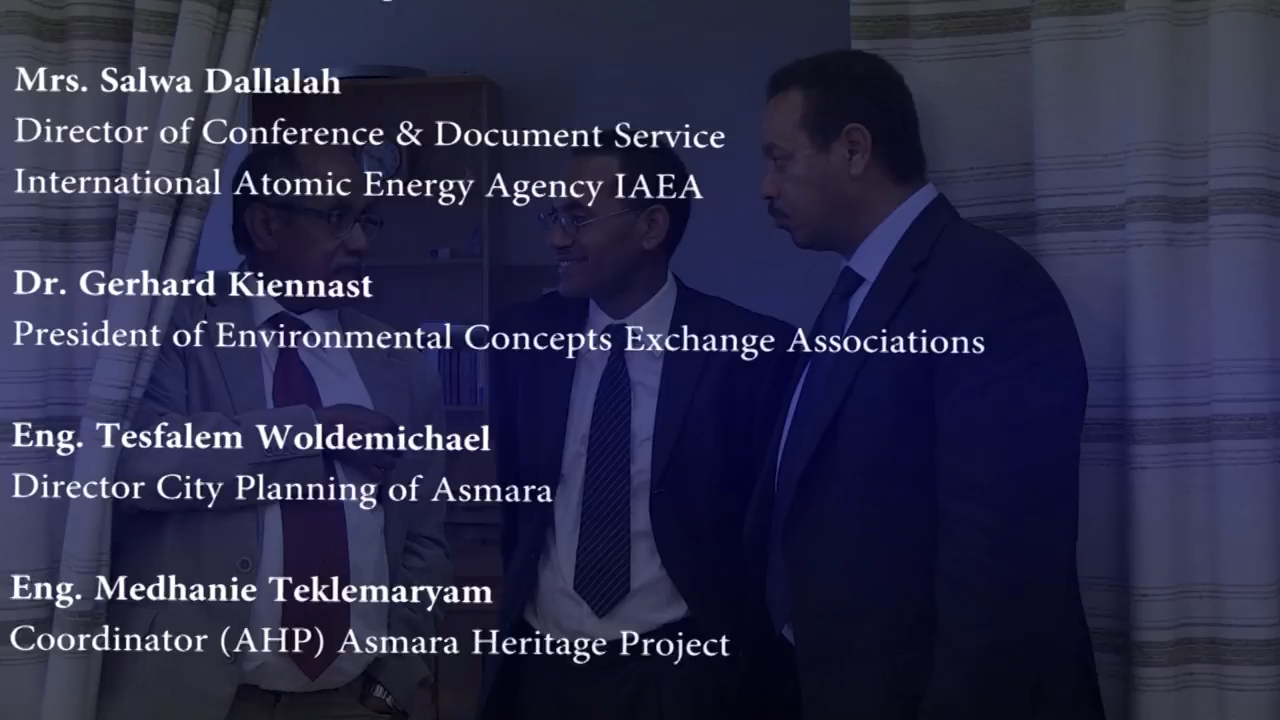 Mrs. Salwa Dallalah
Director of Conference & Document Service
International Atomic Energy Agency IAEA
Dr. Gerhard Kiennast
President of Environmental Concepts Exchange Associations
Eng. Tesfalem Woldemichael
Director City Planning of Asmara
Eng. Medhanie Teklemaryam
Coordinator (AHP) Asmara Heritage Project